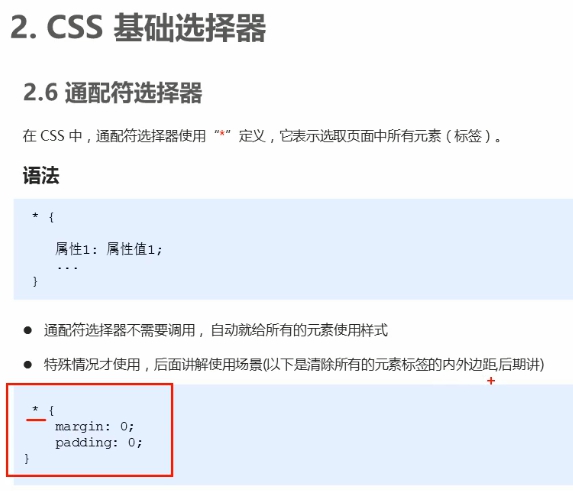 2. CSS 基础选择器
2.6 通配符选择器
在 CSS 中，通配符选择器使用“*”定义，它表示选取页面中所有元素（标签）。
语法
* {
属性1: 属性值1;
...
}
● 通配符选择器不需要调用，自动就给所有的元素使用样式
● 特殊情况才使用，后面讲解使用场景(以下是清除所有的元素标签的内外边距,后期讲)
* {
margin: 0;
padding: 0;
}